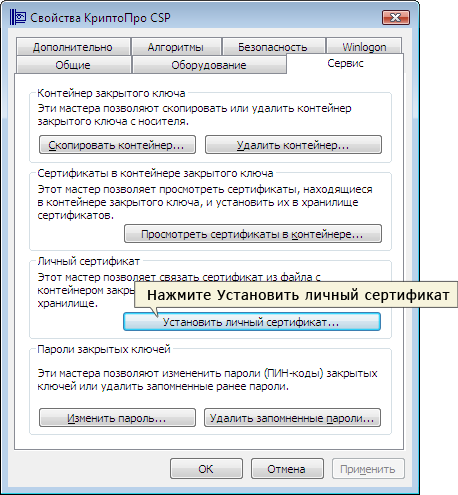 Свойства КриптоПро CSP
Дополнительно Алгоритмы Безопасность Winlogon
Общие Оборудование Сервис
Контейнер закрытого ключа
Эти мастера позволяют скопировать или удалить контейнер
закрытого ключа с носителя.
Скопировать контейнер... Удалить контейнер...
Сертификаты в контейнере закрытого ключа
Этот мастер позволяет просмотреть сертификаты, находящиеся
в контейнере закрытого ключа, и установить их в хранилище
сертификатов.
Просмотреть сертификаты в контейнере...
Личный сертификат
Этот мастер позволяет связать сертификат из файла с
контейнером закры
Нажмите Установить личный сертификат
хранилище.
Установить личный сертификат...
Пароли закрытых ключей
Эти мастера позволяют измененить пароли (ПИН-коды) закрытых
ключей или удалить запомненные ранее пароли.
Изменить пароль... Удалить запомненные пароли...
ОК Отмена Применить